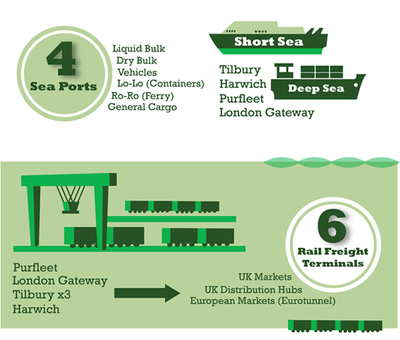 4
Sea Ports
Liquid Bulk
Dry Bulk
Vehicles
Lo-Lo (Containers)
Ro-Ro (Ferry)
General Cargo
Short Sea
Tilbury
Harwich
Purfleet
London Gateway
Deep Sea
Purfleet
London Gateway
Tilbury x3
Harwich
UK Markets
UK Distribution Hubs
European Markets (Eurotunnel)
6
Rail Freight
Terminals